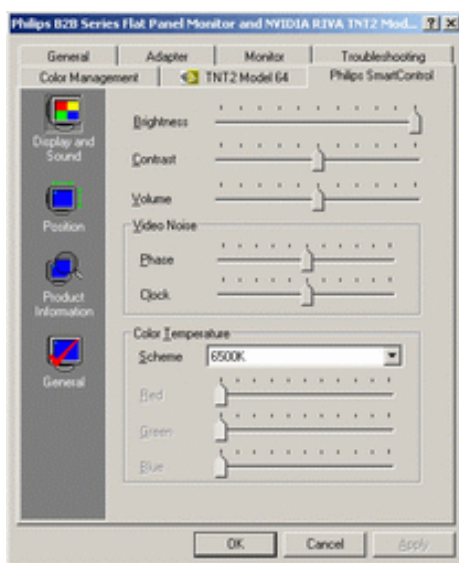 Philips B2B Series Flat Panel Monitor and NVIDIA RIVA TNT2 Mod...
General Adapter Monitor Troubleshooting
Color Management TNT2 Model 64 Philips SmartControl
Display and
Sound
Position
Product
Information
General
Brightness
Contrast
Volume
Video Noise
Phase
Clock
Color Temperature
Scheme 6500K
Red
Green
Blue
OK Cancel Apply